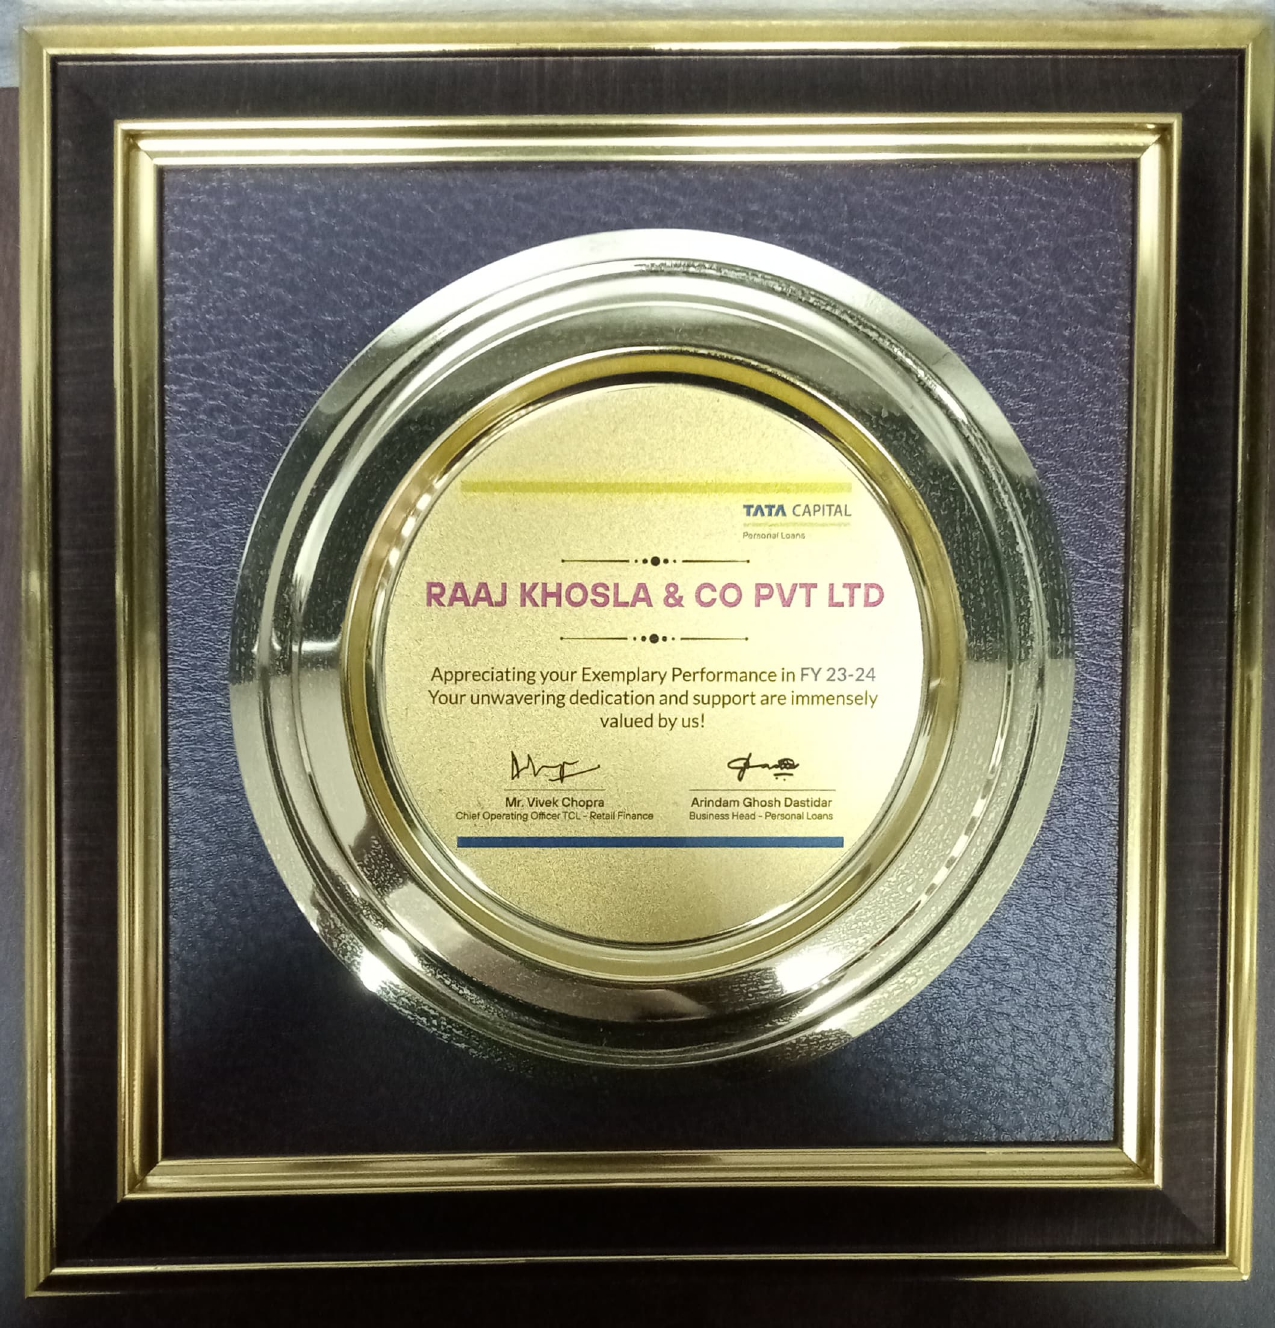 TATA CAPITAL
Personal Loans
RAAJ KHOSLA & CO PVT LTD
Appreciating your Exemplary Performance in FY 23-24
Your unwavering dedication and support are immensely
valued by us!
Mr. Vivek Chopra
Chief Operating Officer TCL - Retail Finance
Arindam Ghosh Dastidar
Business Head - Personal Loans